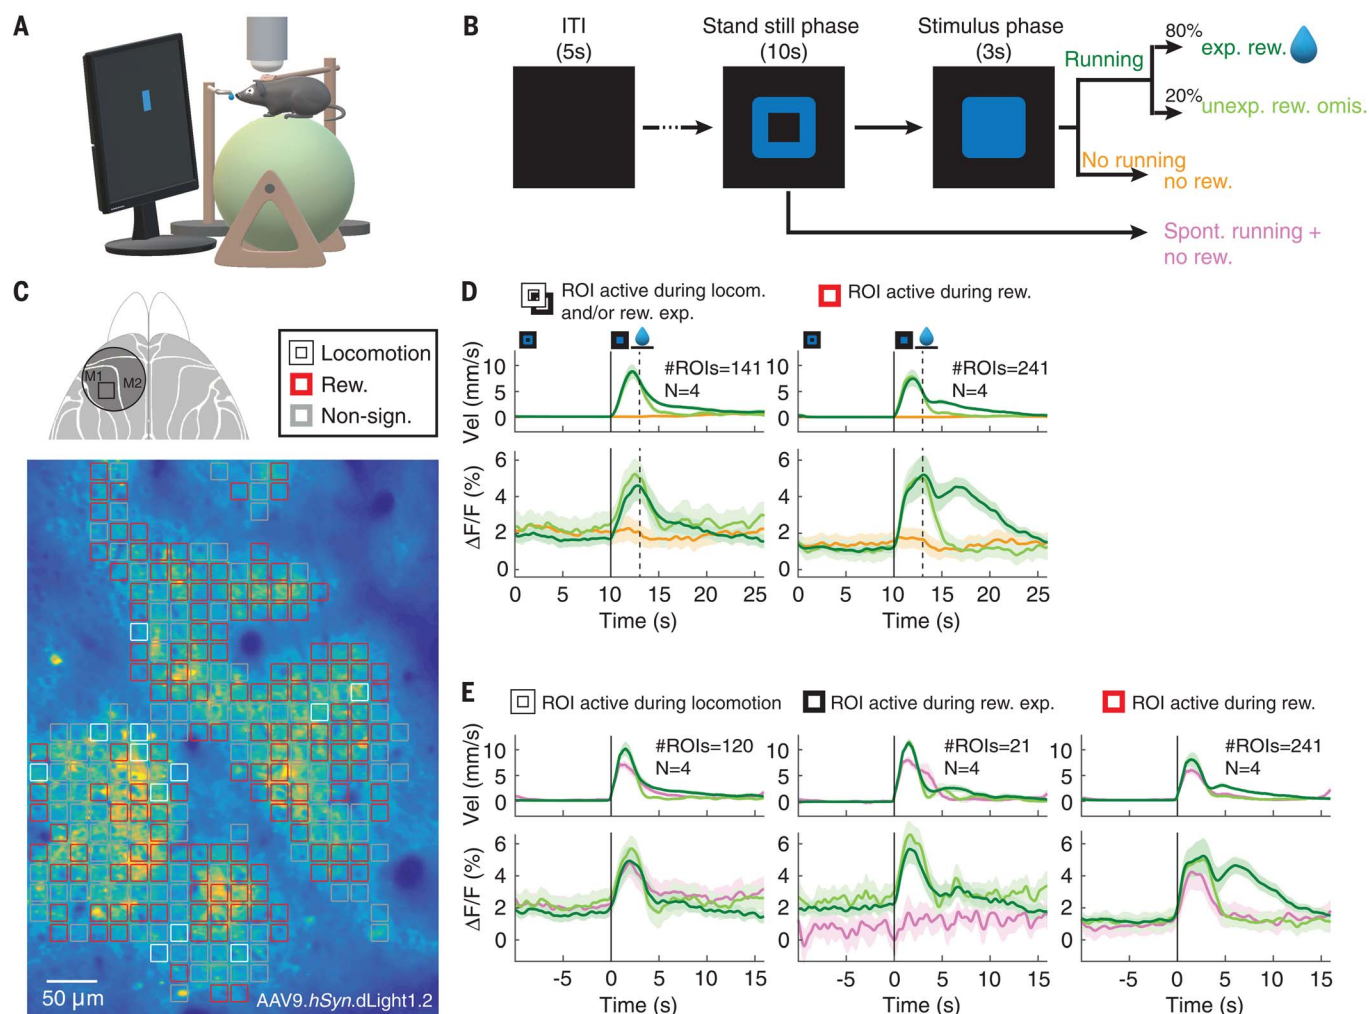 A
B
ITI
(5s)
Stand still phase
(10s)
Stimulus phase
(3s)
Running
80%
exp. rew.
20%
unexp. rew. omis.
No running
no rew.
Spont. running +
no rew.
C
M1
M2
Locomotion
Rew.
Non-sign.
50 µm
AAV9.hSyn.dLight1.2
D
ROI active during locom.
and/or rew. exp.
ROI active during rew.
Vel (mm/s)
10
5
0
#ROIs=141
N=4
10
5
0
#ROIs=241
N=4
ΔF/F (%)
6
4
2
0
6
4
2
0
0 5 10 15 20 25
Time (s)
0 5 10 15 20 25
Time (s)
E
ROI active during locomotion
ROI active during rew. exp.
ROI active during rew.
Vel (mm/s)
10
5
0
#ROIs=120
N=4
10
5
0
#ROIs=21
N=4
10
5
0
#ROIs=241
N=4
ΔF/F (%)
6
4
2
0
6
4
2
0
6
4
2
0
-5 0 5 10 15
Time (s)
-5 0 5 10 15
Time (s)
-5 0 5 10 15
Time (s)